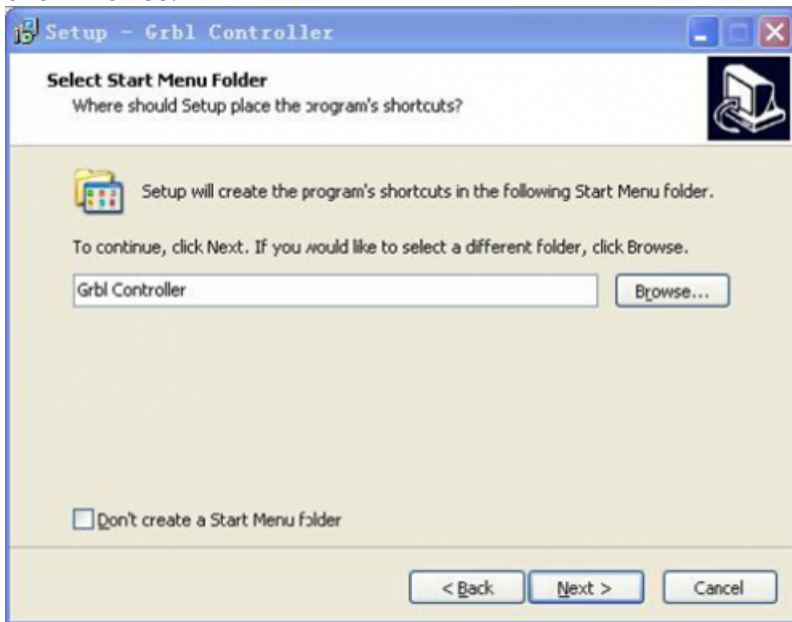 Setup - Grbl Controller
Select Start Menu Folder
Where should Setup place the program's shortcuts?
Setup will create the program's shortcuts in the following Start Menu folder.
To continue, click Next. If you would like to select a different folder, click Browse.
Grbl Controller
Browse...
Don't create a Start Menu folder
< Back
Next >
Cancel